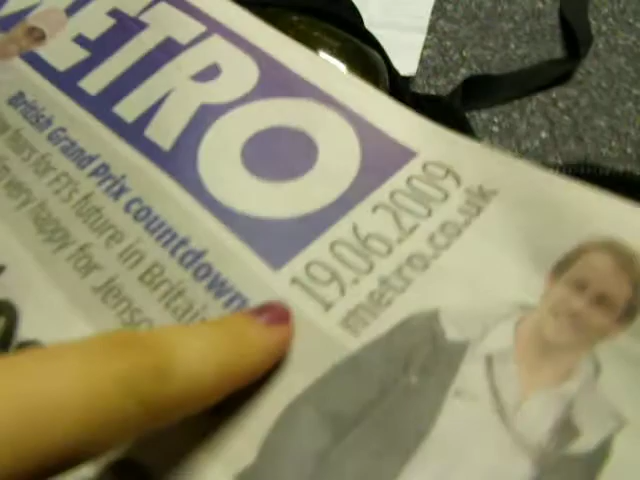 METRO
19.06.2009
metro.co.uk
British Grand Prix countdown
fears for F1's future in Britain
very happy for Jenso